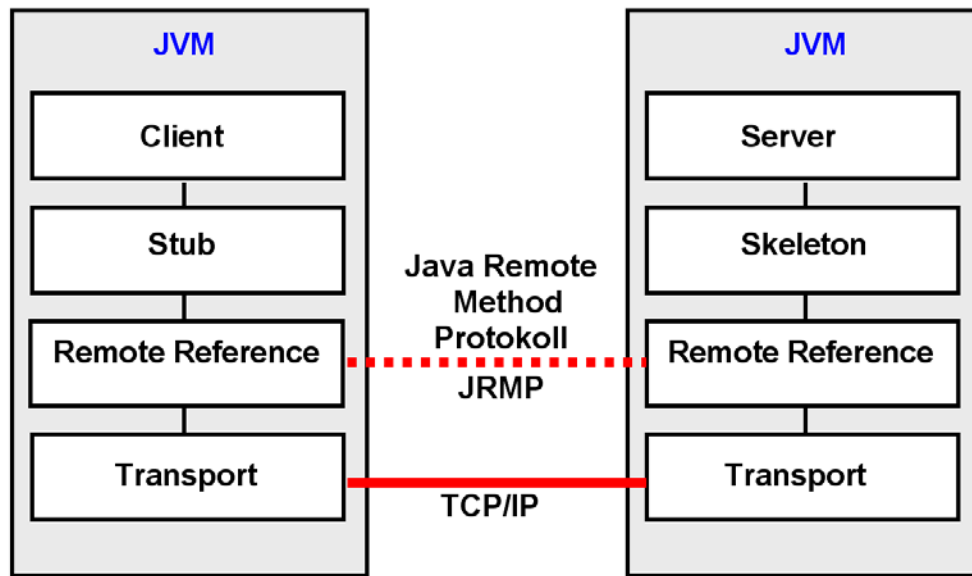 JVM
Client
Stub
Remote Reference
Transport
Java Remote
Method
Protokoll
JRMP
TCP/IP
JVM
Server
Skeleton
Remote Reference
Transport